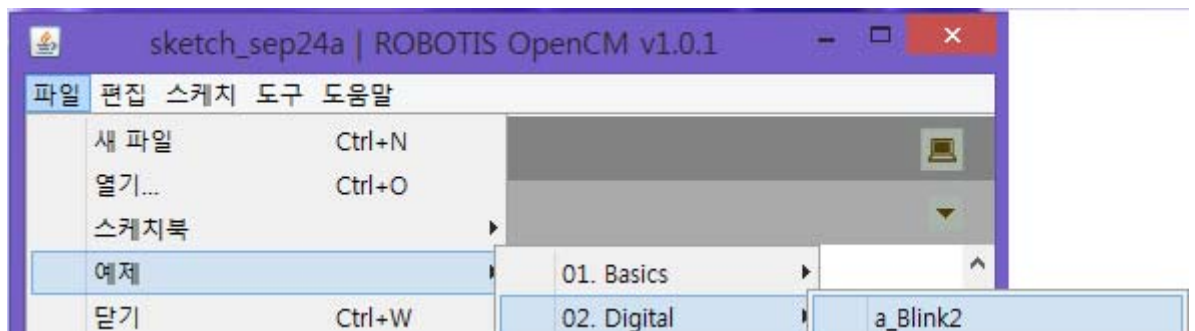 sketch_sep24a | ROBOTIS OpenCM v1.0.1
파일 편집 스케치 도구 도움말
새 파일 Ctrl+N
열기... Ctrl+O
스케치북
예제 01. Basics
닫기 Ctrl+W 02. Digital a_Blink2